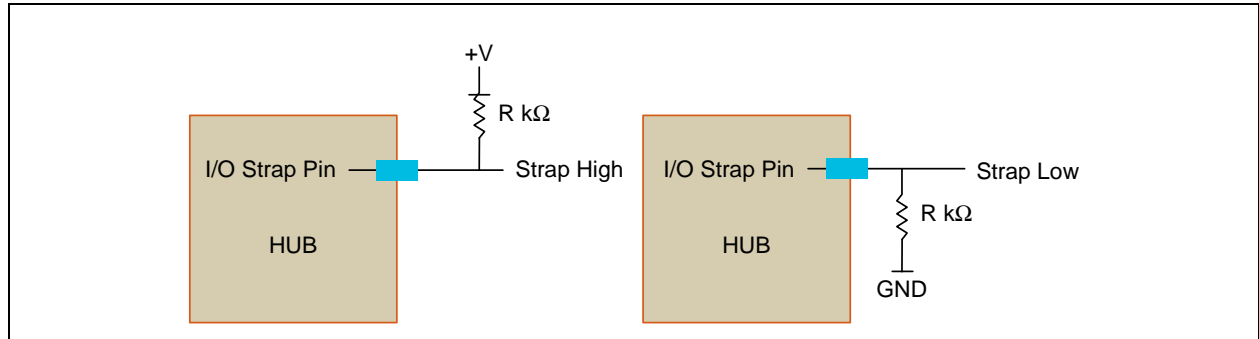 +V
R kΩ
I/O Strap Pin
Strap High
HUB
I/O Strap Pin
Strap Low
R kΩ
HUB
GND